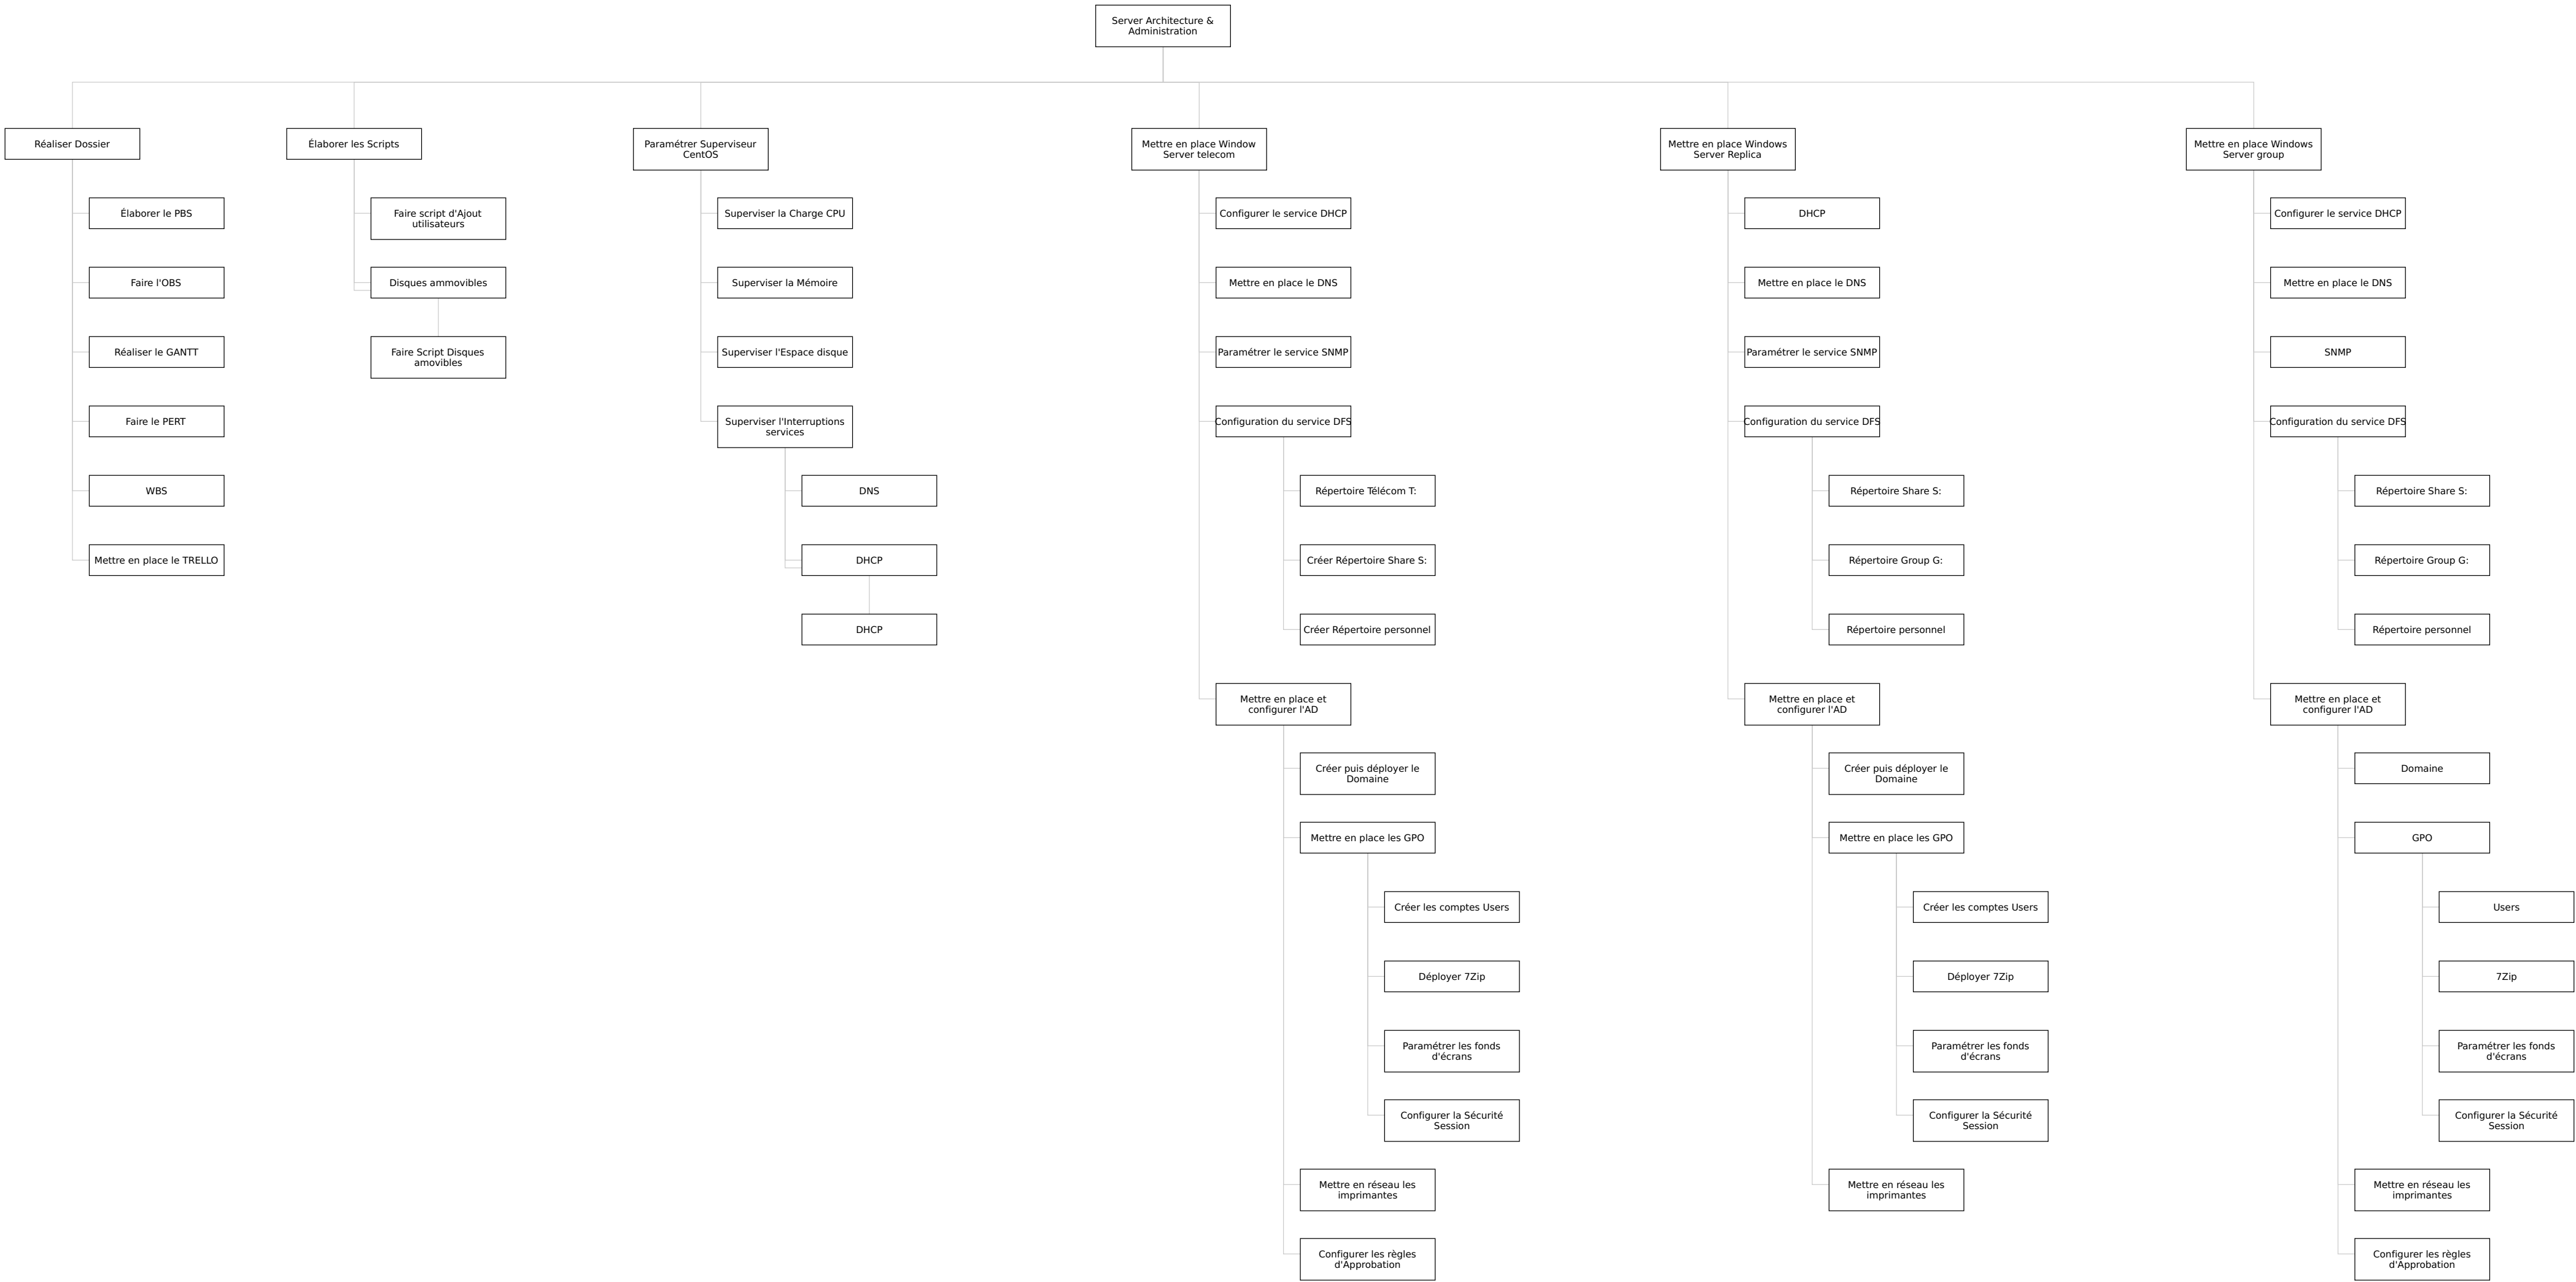 Server Architecture &
Administration
Réaliser Dossier
Élaborer le PBS
Faire l'OBS
Réaliser le GANTT
Faire le PERT
WBS
Mettre en place le TRELLO
Élaborer les Scripts
Faire script d'Ajout
utilisateurs
Disques ammovibles
Faire Script Disques
amovibles
Paramétrer Superviseur
CentOS
Superviser la Charge CPU
Superviser la Mémoire
Superviser l'Espace disque
Superviser l'Interruptions
services
DNS
DHCP
DHCP
Mettre en place Window
Server telecom
Configurer le service DHCP
Mettre en place le DNS
Paramétrer le service SNMP
Configuration du service DFS
Répertoire Télécom T:
Créer Répertoire Share S:
Créer Répertoire personnel
Mettre en place et
configurer l'AD
Créer puis déployer le
Domaine
Mettre en place les GPO
Créer les comptes Users
Déployer 7Zip
Paramétrer les fonds
d'écrans
Configurer la Sécurité
Session
Mettre en réseau les
imprimantes
Configurer les règles
d'Approbation
Mettre en place Windows
Server Replica
DHCP
Mettre en place le DNS
Paramétrer le service SNMP
Configuration du service DFS
Répertoire Share S:
Répertoire Group G:
Répertoire personnel
Mettre en place et
configurer l'AD
Créer puis déployer le
Domaine
Mettre en place les GPO
Créer les comptes Users
Déployer 7Zip
Paramétrer les fonds
d'écrans
Configurer la Sécurité
Session
Mettre en réseau les
imprimantes
Mettre en place Windows
Server group
Configurer le service DHCP
Mettre en place le DNS
SNMP
Configuration du service DFS
Répertoire Share S:
Répertoire Group G:
Répertoire personnel
Mettre en place et
configurer l'AD
Domaine
GPO
Users
7Zip
Paramétrer les fonds
d'écrans
Configurer la Sécurité
Session
Mettre en réseau les
imprimantes
Configurer les règles
d'Approbation